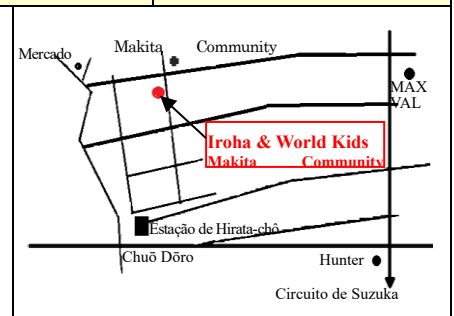 Mercado
Makita Community
MAX
VAL
Iroha & World Kids
Makita Community
Estação de Hirata-chô
Chuō Dōro
Hunter
Circuito de Suzuka